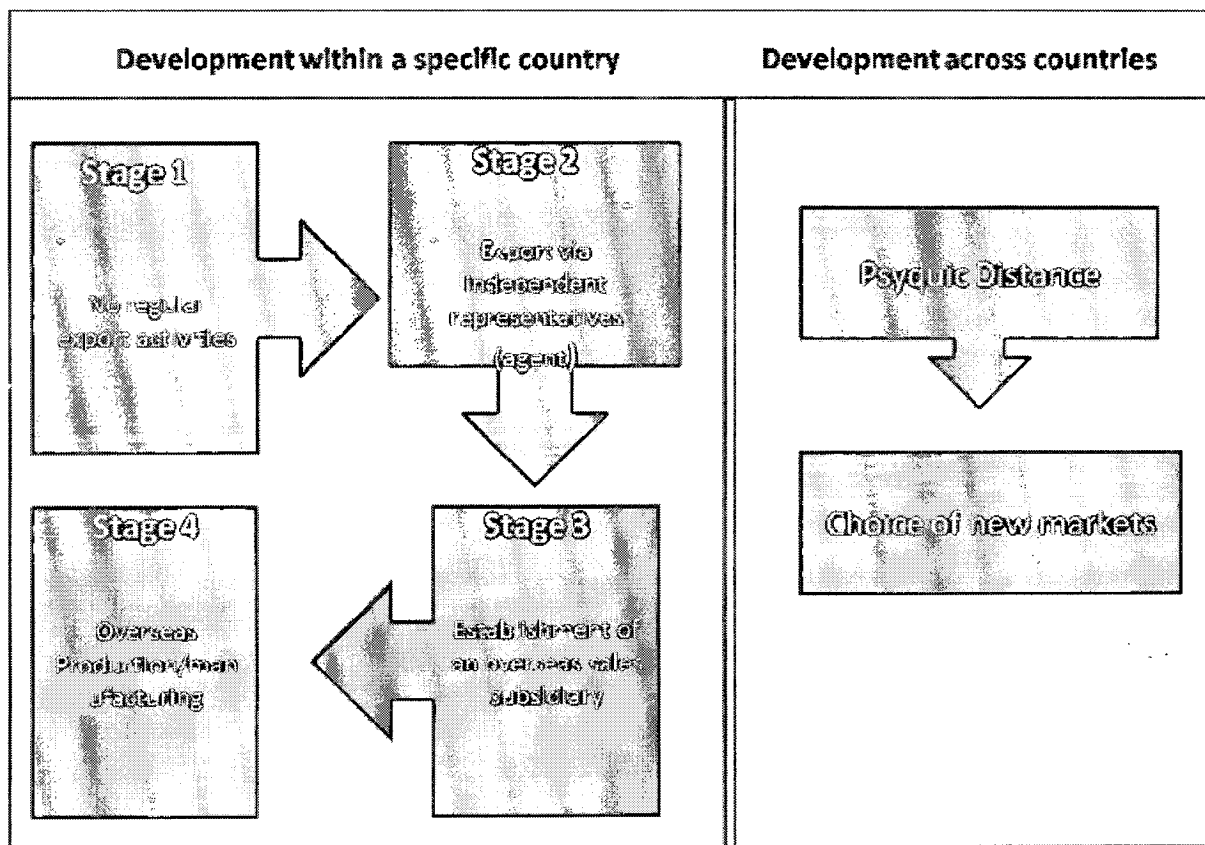 Development within a specific country
Development across countries
Stage 1
No regular
export activities
Stage 2
Export via
Independent
representatives
(agent)
Stage 3
Establishment of
an overseas sales
subsidiary
Stage 4
Overseas
Production/man
ufacturing
Psyquic Distance
Choice of new markets